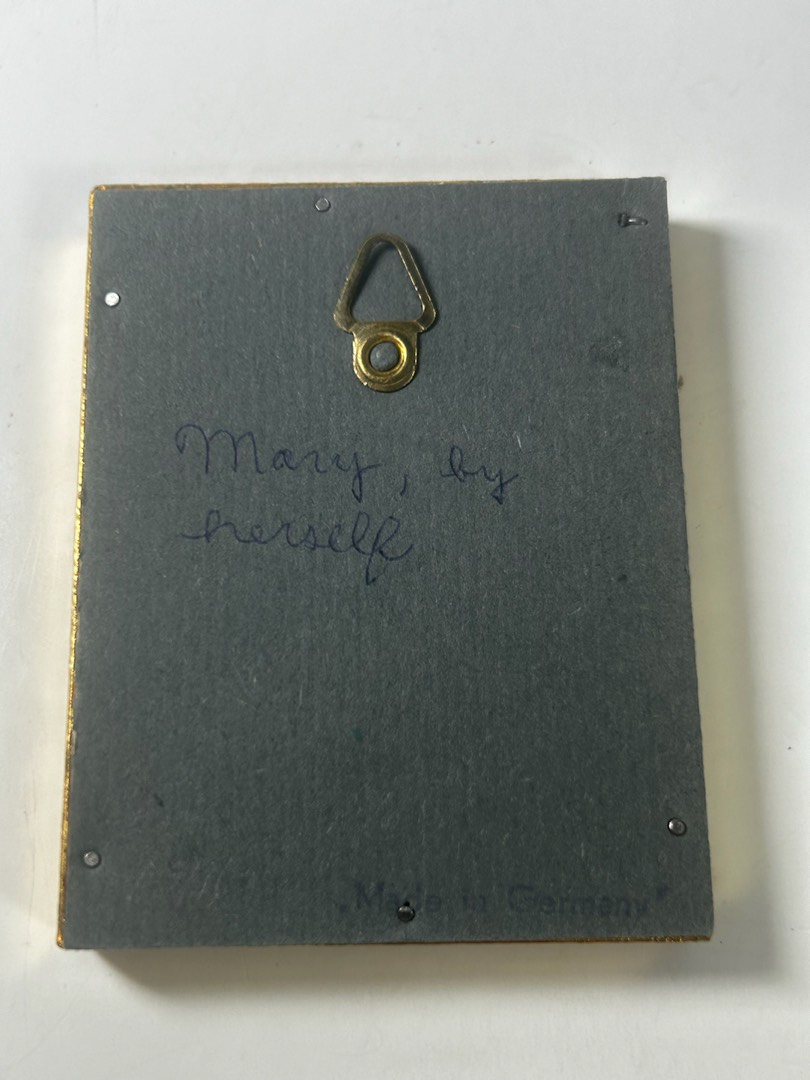 Mary, by
herself
„Made in Germany"